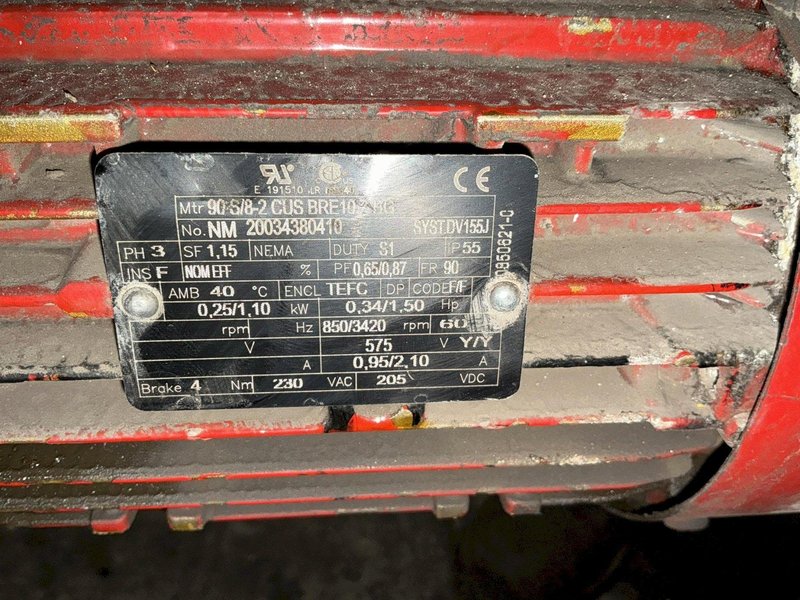 E 191510
CE
Mtr 90 S/8-2 CUS BRE10
No. NM 20034380410 SYST.DV155J
PH 3 SF 1,15 NEMA DUTY S1 IP 55
INS F NOM EFF % PF 0,65/0,87 FR 90
AMB 40 °C ENCL TEFC DP CODE F/F
0,25/1,10 kW 0,34/1,50 Hp
rpm Hz 850/3420 rpm 60
V 575 V Y/Y
A 0,95/2,10 A
Brake 4 Nm 230 VAC 205 VDC